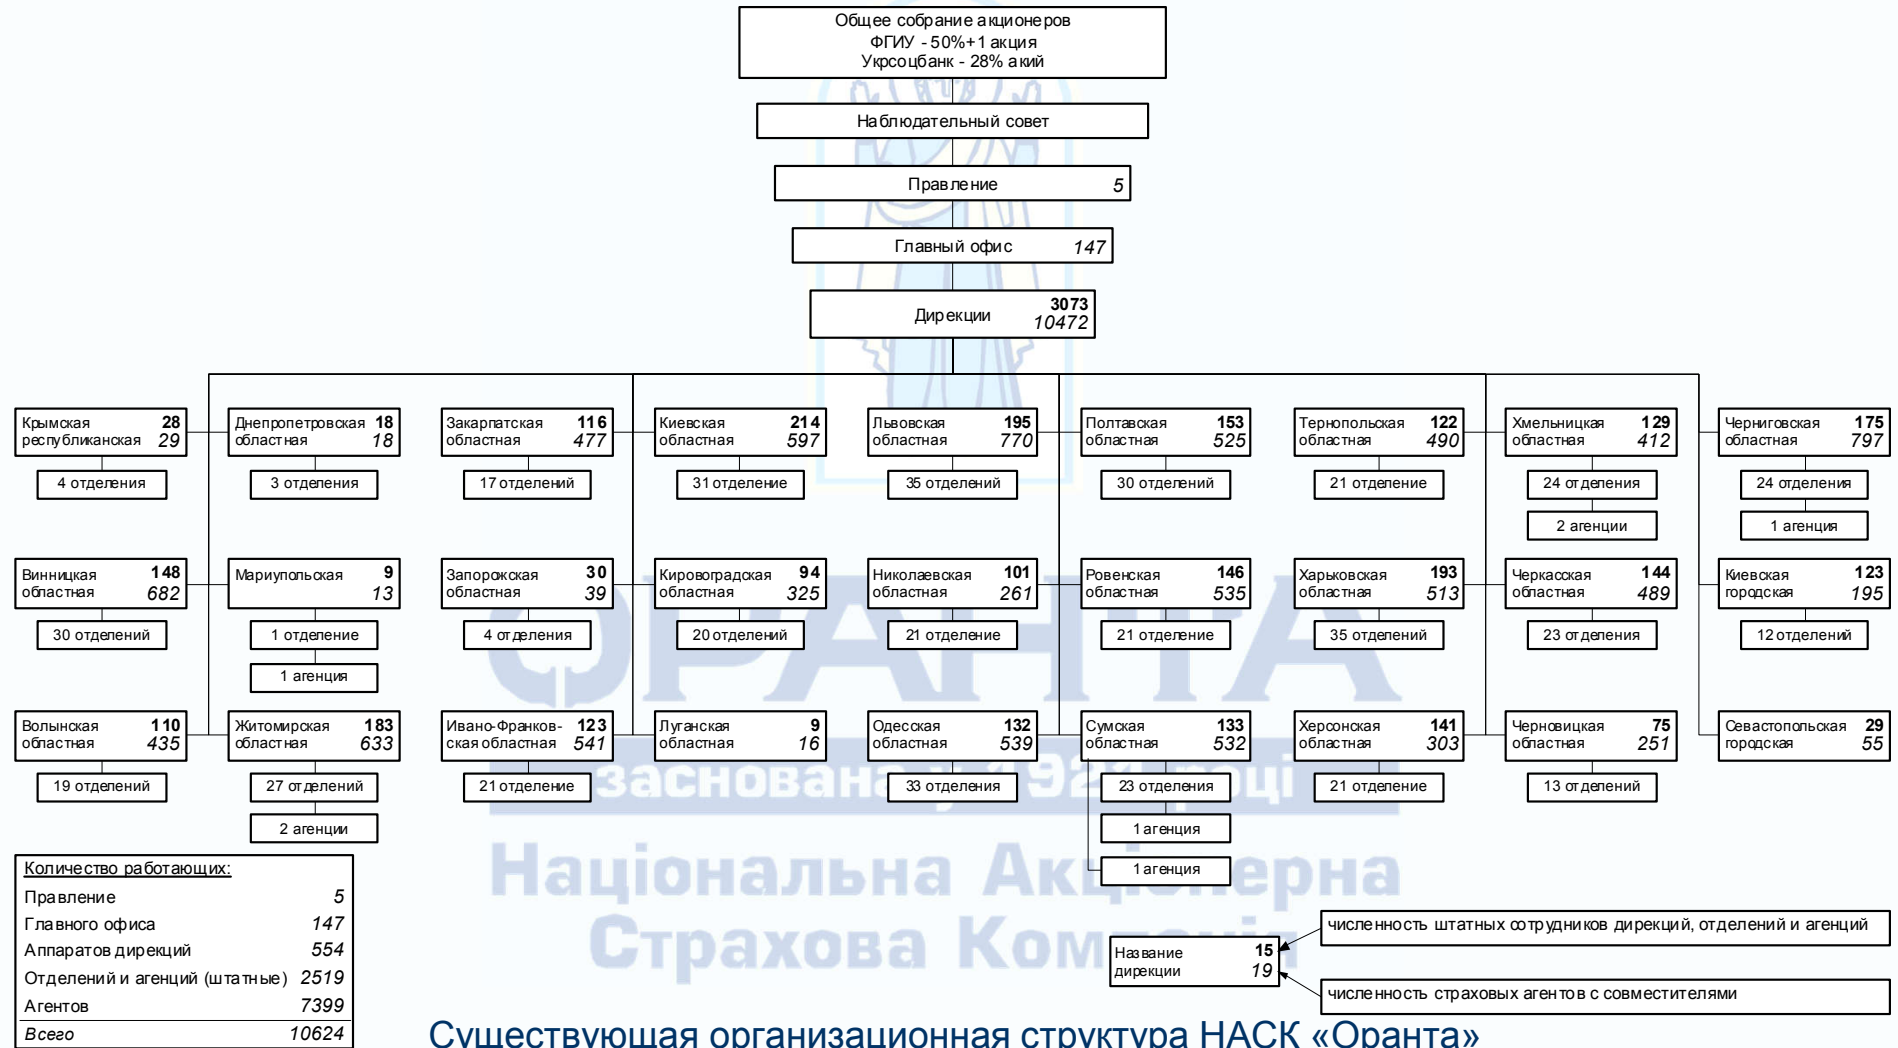 Общее собрание акционеров
ФГИУ - 50%+1 акция
Укрсоцбанк - 28% акий
Наблюдательный совет
Правление 5
Главный офис 147
Дирекции 3073
10472
Крымская республиканская 28 29
4 отделения
Днепропетровская областная 18 18
3 отделения
Закарпатская областная 116 477
17 отделений
Киевская областная 214 597
31 отделение
Львовская областная 195 770
35 отделений
Полтавская областная 153 525
30 отделений
Тернопольская областная 122 490
21 отделение
Хмельницкая областная 129 412
24 отделения
2 агенции
Черниговская областная 175 797
24 отделения
1 агенция
Винницкая областная 148 682
30 отделений
Мариупольская 9 13
1 отделение
1 агенция
Запорожская областная 30 39
4 отделения
Кировоградская областная 94 325
20 отделений
Николаевская областная 101 261
21 отделение
Ровенская областная 146 535
21 отделение
Харьковская областная 193 513
35 отделений
Черкасская областная 144 489
23 отделения
Киевская городская 123 195
12 отделений
Волынская областная 110 435
19 отделений
Житомирская областная 183 633
27 отделений
2 агенции
Ивано-Франков-ская областная 123 541
21 отделение
Луганская областная 9 16
Одесская областная 132 539
33 отделения
Сумская областная 133 532
23 отделения
1 агенция
1 агенция
Херсонская областная 141 303
21 отделение
Черновицкая областная 75 251
13 отделений
Севастопольская городская 29 55
ОРАНТА
заснована у 1921 році
Національна Акціонерна
Страхова Компанія
Количество работающих:
Правление 5
Главного офиса 147
Аппаратов дирекций 554
Отделений и агенций (штатные) 2519
Агентов 7399
Всего 10624
Название дирекции 15 19
численность штатных сотрудников дирекций, отделений и агенций
численность страховых агентов с совместителями
Существующая организационная структура НАСК «Оранта»